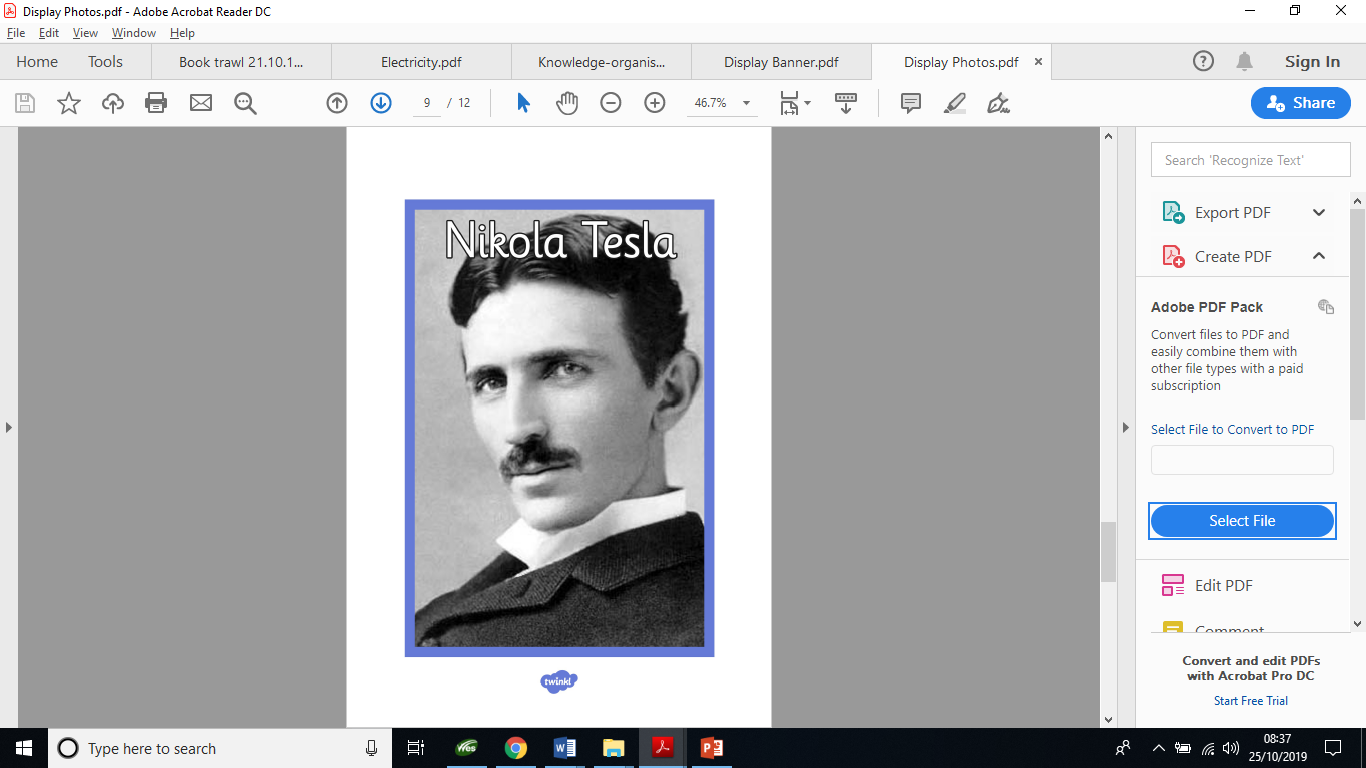 Display Photos.pdf - Adobe Acrobat Reader DC
File Edit View Window Help
Home Tools Book trawl 21.10.1... Electricity.pdf Knowledge-organis... Display Banner.pdf Display Photos.pdf × Sign In
9 / 12 46.7% Share
Search 'Recognize Text'
Export PDF
Create PDF
Adobe PDF Pack
Convert files to PDF and
easily combine them with
other file types with a paid
subscription
Select File to Convert to PDF
Select File
Edit PDF
Comment
Convert and edit PDFs
with Acrobat Pro DC
Start Free Trial
Nikola Tesla
twinkl
Type here to search
08:37
25/10/2019